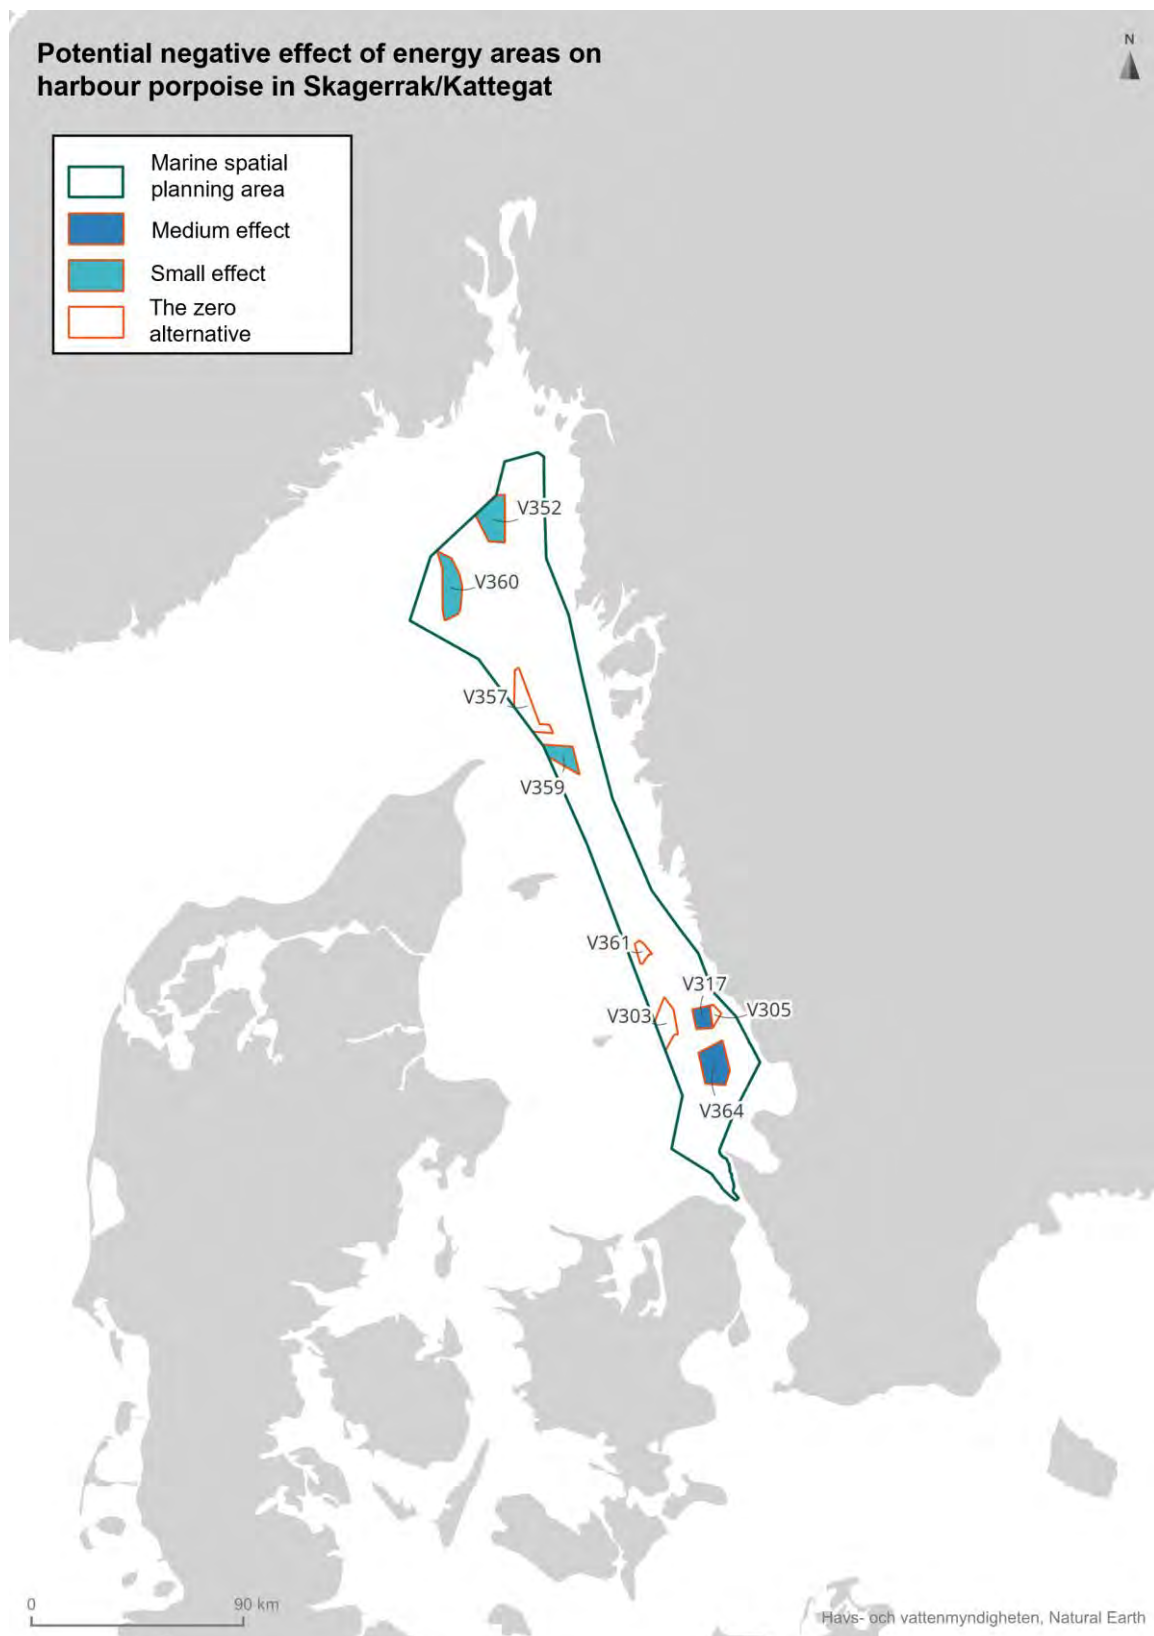 Potential negative effect of energy areas on
harbour porpoise in Skagerrak/Kattegat
N
Marine spatial
planning area
Medium effect
Small effect
The zero
alternative
V352
V360
V357
V359
V361
V317
V305
V303
V364
0 90 km
Havs- och vattenmyndigheten, Natural Earth